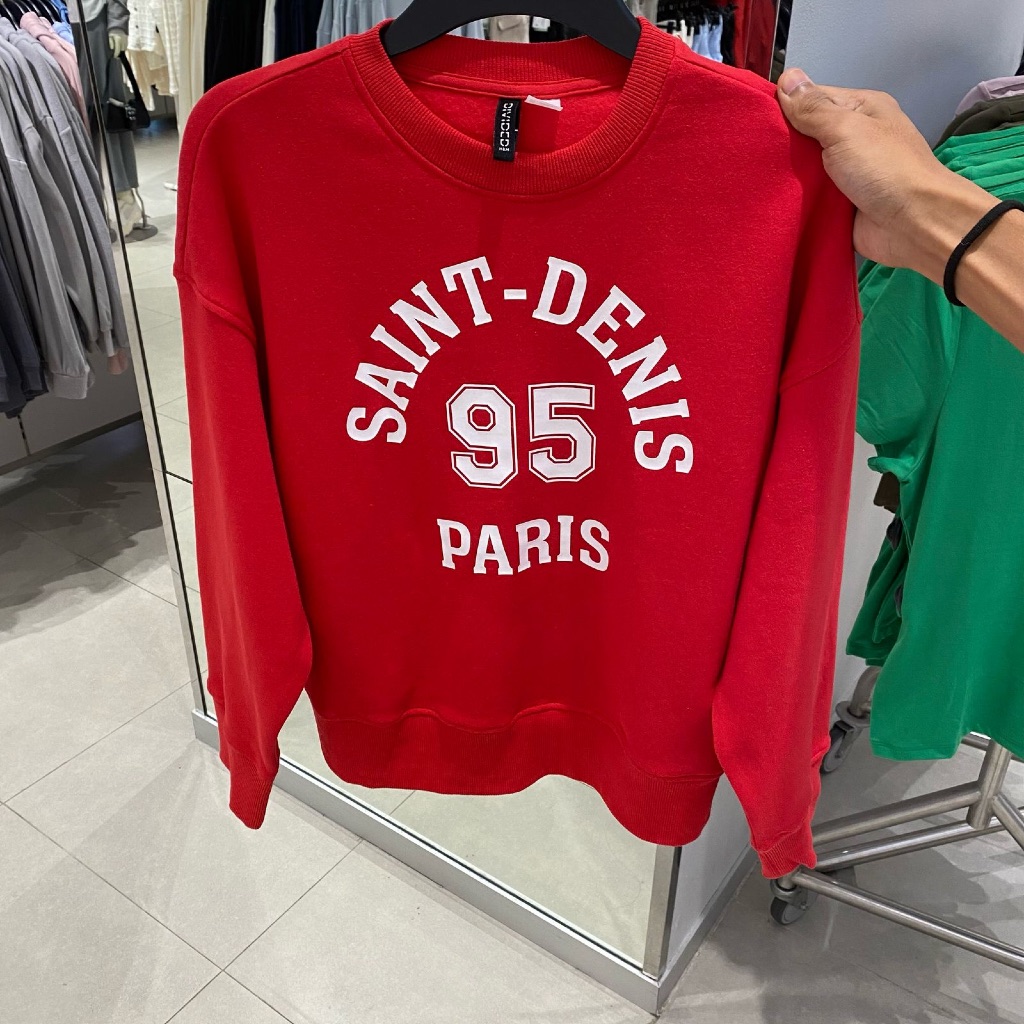 DIVIDED
H&M
SAINT-DENIS
95
PARIS